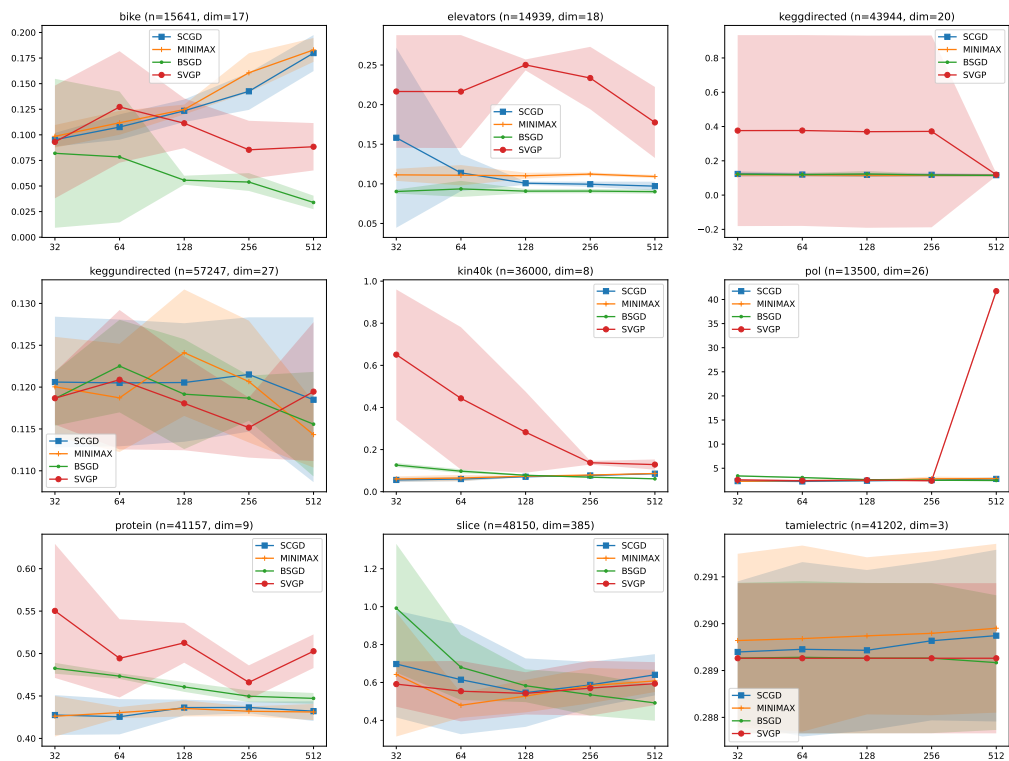 bike (n=15641, dim=17)
0.200
0.175
0.150
0.125
0.100
0.075
0.050
0.025
0.000
SCGD
MINIMAX
BSGD
SVGP
32 64 128 256 512
elevators (n=14939, dim=18)
0.25
0.20
0.15
0.10
0.05
SCGD
MINIMAX
BSGD
SVGP
32 64 128 256 512
keggdirected (n=43944, dim=20)
0.8
0.6
0.4
0.2
0.0
−0.2
SCGD
MINIMAX
BSGD
SVGP
32 64 128 256 512
keggundirected (n=57247, dim=27)
0.130
0.125
0.120
0.115
0.110
SCGD
MINIMAX
BSGD
SVGP
32 64 128 256 512
kin40k (n=36000, dim=8)
1.0
0.8
0.6
0.4
0.2
0.0
SCGD
MINIMAX
BSGD
SVGP
32 64 128 256 512
pol (n=13500, dim=26)
40
35
30
25
20
15
10
5
SCGD
MINIMAX
BSGD
SVGP
32 64 128 256 512
protein (n=41157, dim=9)
0.60
0.55
0.50
0.45
0.40
SCGD
MINIMAX
BSGD
SVGP
32 64 128 256 512
slice (n=48150, dim=385)
1.2
1.0
0.8
0.6
0.4
SCGD
MINIMAX
BSGD
SVGP
32 64 128 256 512
tamielectric (n=41202, dim=3)
0.291
0.290
0.289
0.288
SCGD
MINIMAX
BSGD
SVGP
32 64 128 256 512